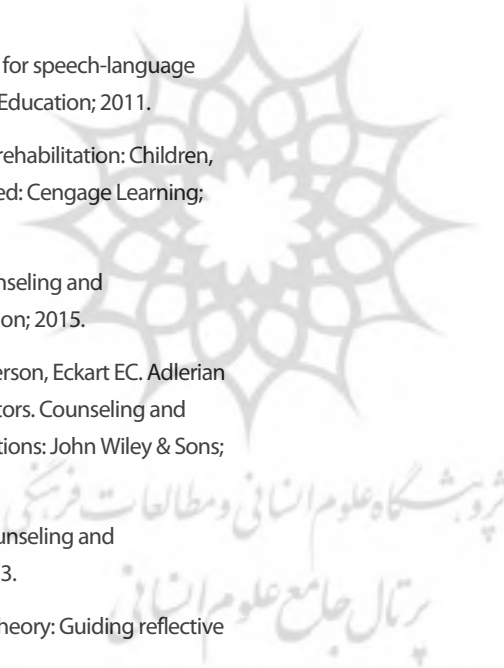 for speech-language
Education; 2011.
rehabilitation: Children,
ed: Cengage Learning;
nseling and
on; 2015.
erson, Eckart EC. Adlerian
tors. Counseling and
tions: John Wiley & Sons;
پژوهشگاه علوم انسانی و مطالعات فرهنگی
unseling and
3.
پرتال جامع علوم انسانی
heory: Guiding reflective